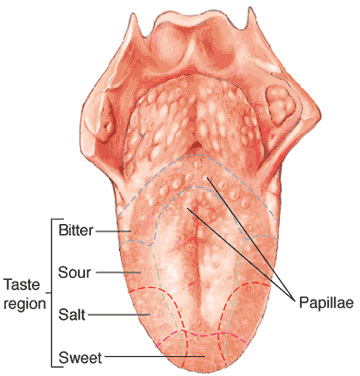 Bitter
Sour
Taste
region
Salt
Sweet
Papillae